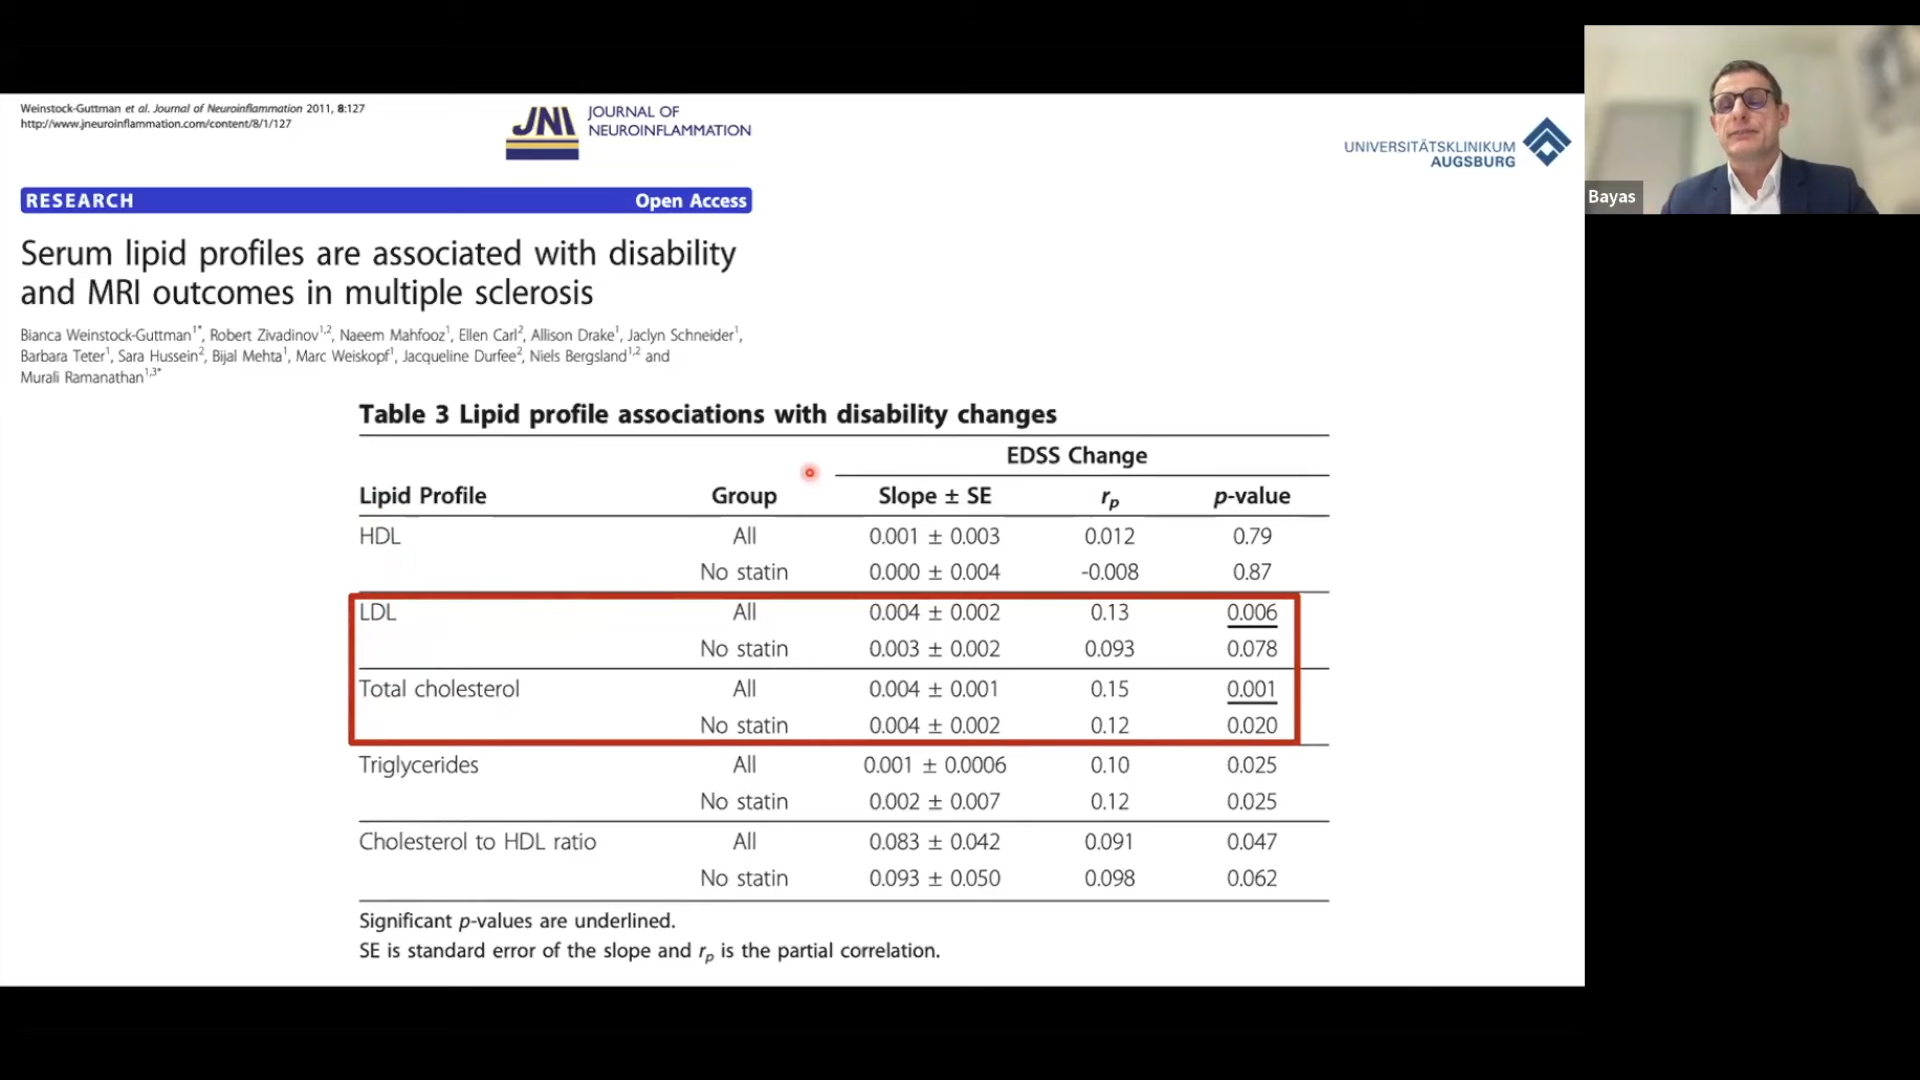 Weinstock-Guttman et al. Journal of Neuroinflammation 2011, 8:127
http://www.jneuroinflammation.com/content/8/1/127
JNI
JOURNAL OF
NEUROINFLAMMATION
UNIVERSITÄTSKLINIKUM
AUGSBURG
Bayas
RESEARCH Open Access
Serum lipid profiles are associated with disability
and MRI outcomes in multiple sclerosis
Bianca Weinstock-Guttman1*, Robert Zivadinov1,2, Naeem Mahfooz1, Ellen Carl2, Allison Drake1, Jaclyn Schneider1,
Barbara Teter1, Sara Hussein2, Bijal Mehta1, Marc Weiskopf1, Jacqueline Durfee2, Niels Bergsland1,2 and
Murali Ramanathan1,3*
Table 3 Lipid profile associations with disability changes
EDSS Change
Lipid Profile Group Slope ± SE rp p-value
HDL All 0.001 ± 0.003 0.012 0.79
No statin 0.000 ± 0.004 -0.008 0.87
LDL All 0.004 ± 0.002 0.13 0.006
No statin 0.003 ± 0.002 0.093 0.078
Total cholesterol All 0.004 ± 0.001 0.15 0.001
No statin 0.004 ± 0.002 0.12 0.020
Triglycerides All 0.001 ± 0.0006 0.10 0.025
No statin 0.002 ± 0.007 0.12 0.025
Cholesterol to HDL ratio All 0.083 ± 0.042 0.091 0.047
No statin 0.093 ± 0.050 0.098 0.062
Significant p-values are underlined.
SE is standard error of the slope and rp is the partial correlation.